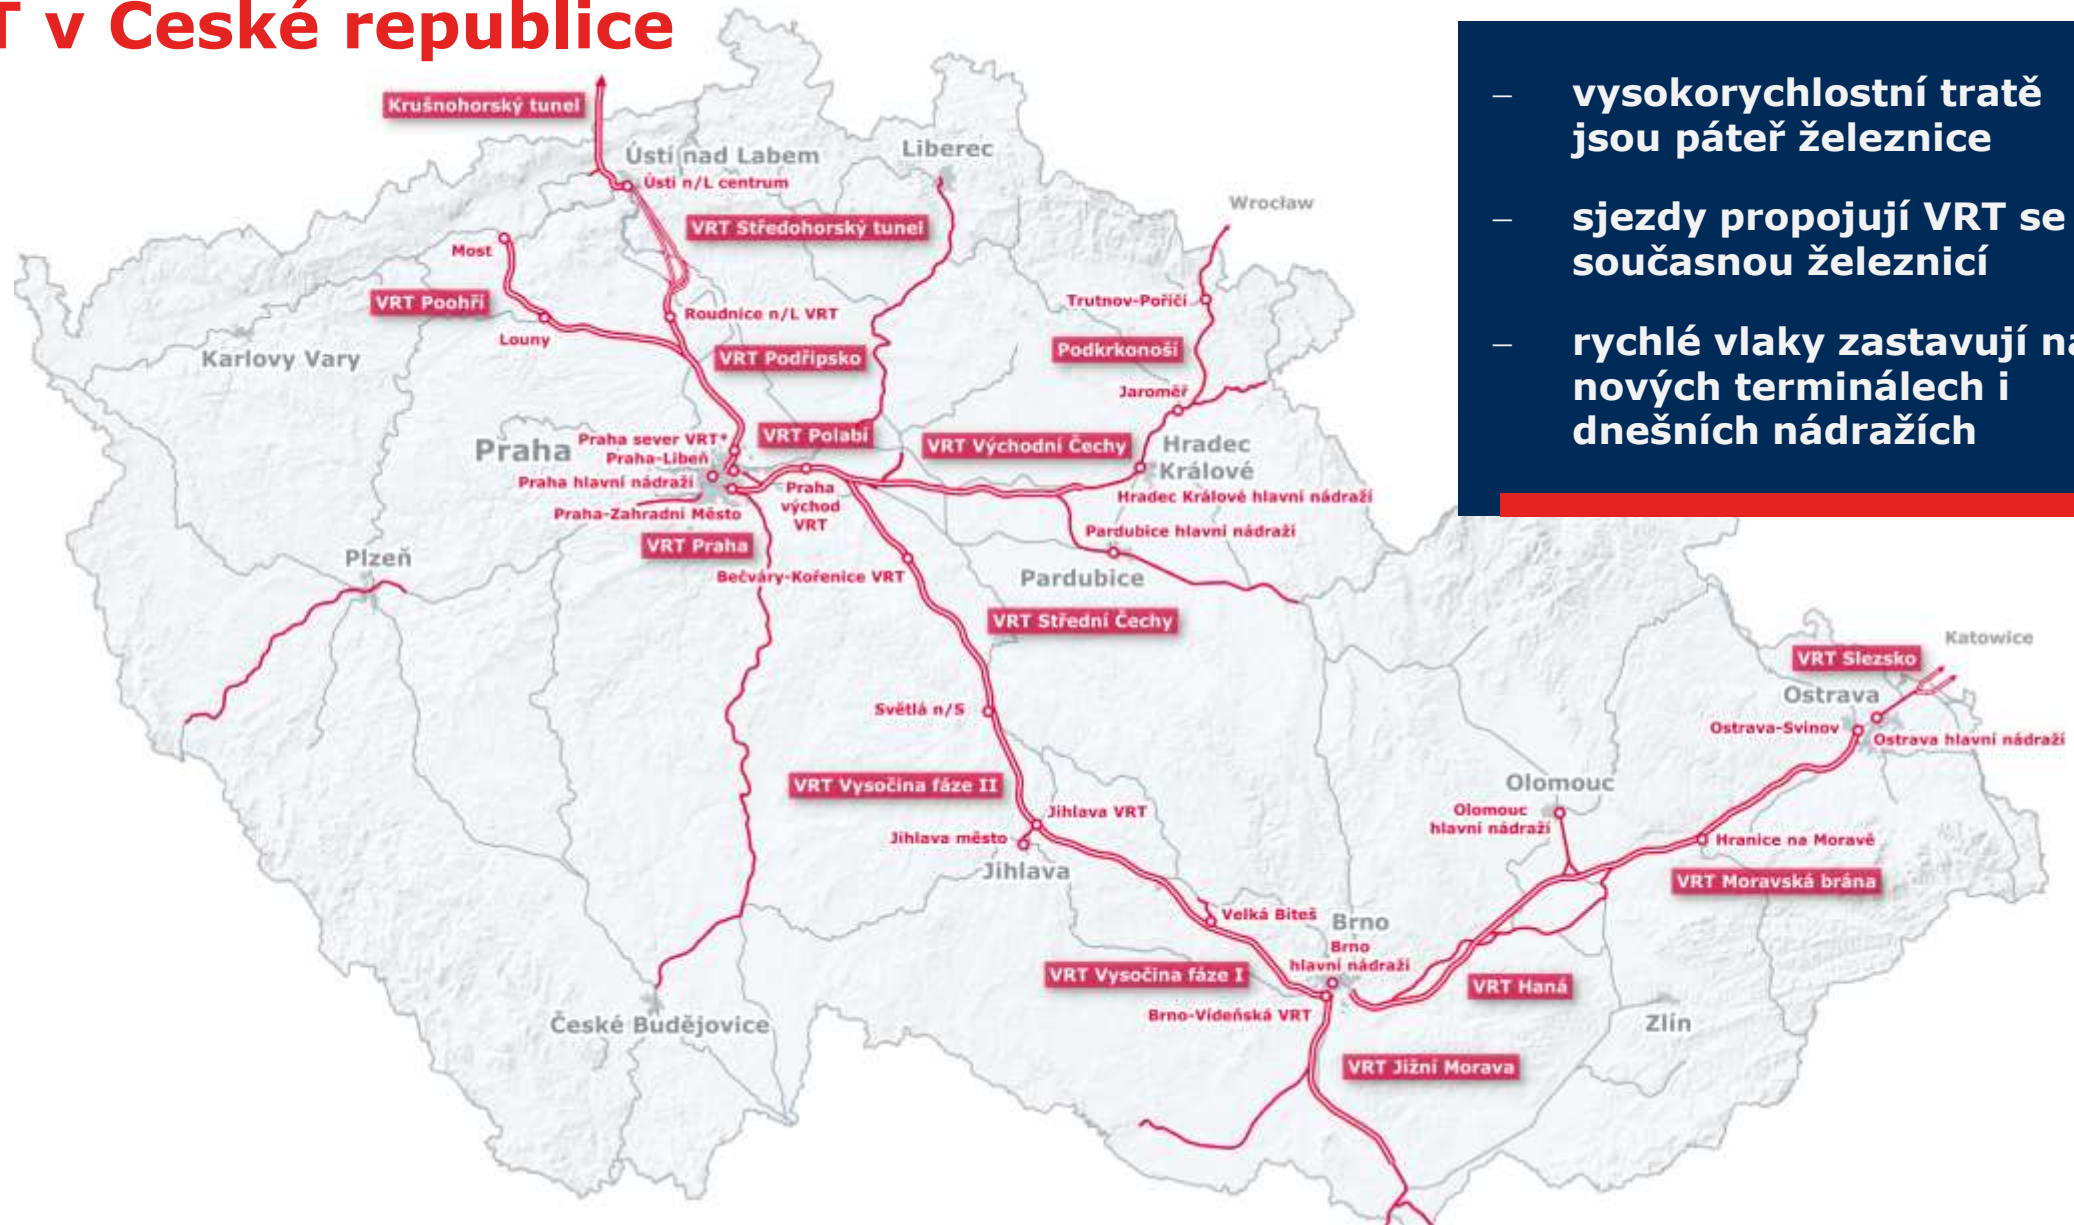 T v České republice
– vysokorychlostní tratě
jsou páteř železnice
– sjezdy propojují VRT se
současnou železnicí
– rychlé vlaky zastavují na
nových terminálech i
dnešních nádražích
Krušnohorský tunel
Ústí nad Labem
Ústí n/L centrum
Liberec
Wrocław
VRT Středohorský tunel
Most
VRT Poohří
Louny
Roudnice n/L VRT
Trutnov-Poříčí
Karlovy Vary
VRT Podřipsko
Podkrkonoší
Jaroměř
Praha
Praha sever VRT*
Praha-Libeň
Praha hlavní nádraží
Praha-Zahradní Město
VRT Praha
VRT Polabí
Praha
východ
VRT
VRT Východní Čechy
Hradec
Králové
Hradec Králové hlavní nádraží
Pardubice hlavní nádraží
Pardubice
Plzeň
Bečváry-Kořenice VRT
VRT Střední Čechy
Katowice
VRT Slezsko
Ostrava
Ostrava-Svinov
Ostrava hlavní nádraží
Světlá n/S
VRT Vysočina fáze II
Jihlava VRT
Jihlava město
Jihlava
Olomouc
Olomouc
hlavní nádraží
Hranice na Moravě
VRT Moravská brána
Velká Bíteš
Brno
Brno
hlavní nádraží
VRT Vysočina fáze I
Brno-Vídeňská VRT
VRT Haná
Zlín
České Budějovice
VRT Jižní Morava